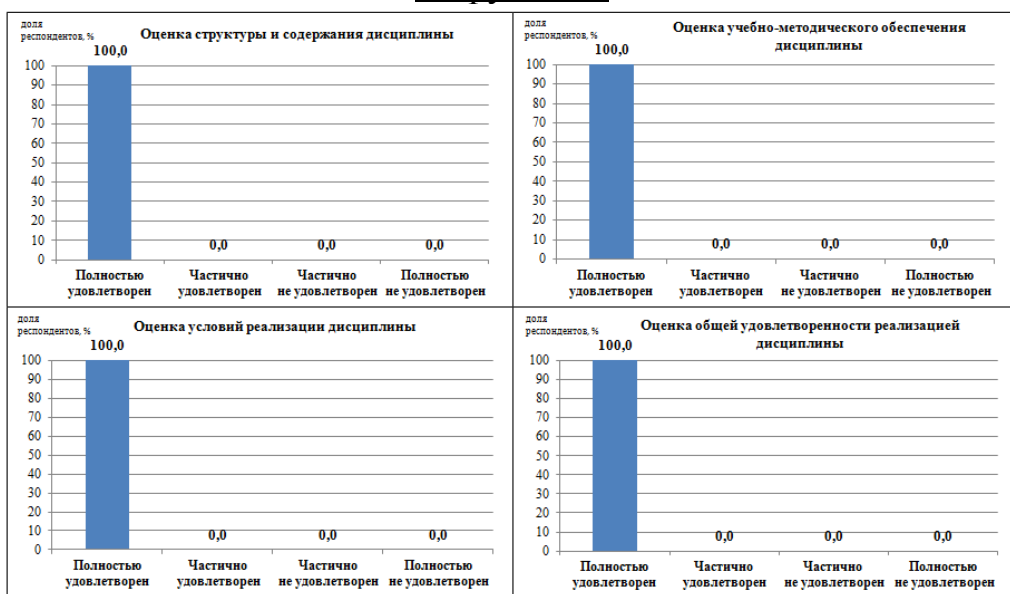 доля
респондентов, %
Оценка структуры и содержания дисциплины
100,0
100
90
80
70
60
50
40
30
20
10
0
0,0 0,0 0,0
Полностью Частично Частично Полностью
удовлетворен удовлетворен не удовлетворен не удовлетворен
доля
респондентов, %
Оценка учебно-методического обеспечения
дисциплины
100,0
100
90
80
70
60
50
40
30
20
10
0
0,0 0,0 0,0
Полностью Частично Частично Полностью
удовлетворен удовлетворен не удовлетворен не удовлетворен
доля
респондентов, %
Оценка условий реализации дисциплины
100,0
100
90
80
70
60
50
40
30
20
10
0
0,0 0,0 0,0
Полностью Частично Частично Полностью
удовлетворен удовлетворен не удовлетворен не удовлетворен
доля
респондентов, %
Оценка общей удовлетворенности реализацией
дисциплины
100,0
100
90
80
70
60
50
40
30
20
10
0
0,0 0,0 0,0
Полностью Частично Частично Полностью
удовлетворен удовлетворен не удовлетворен не удовлетворен